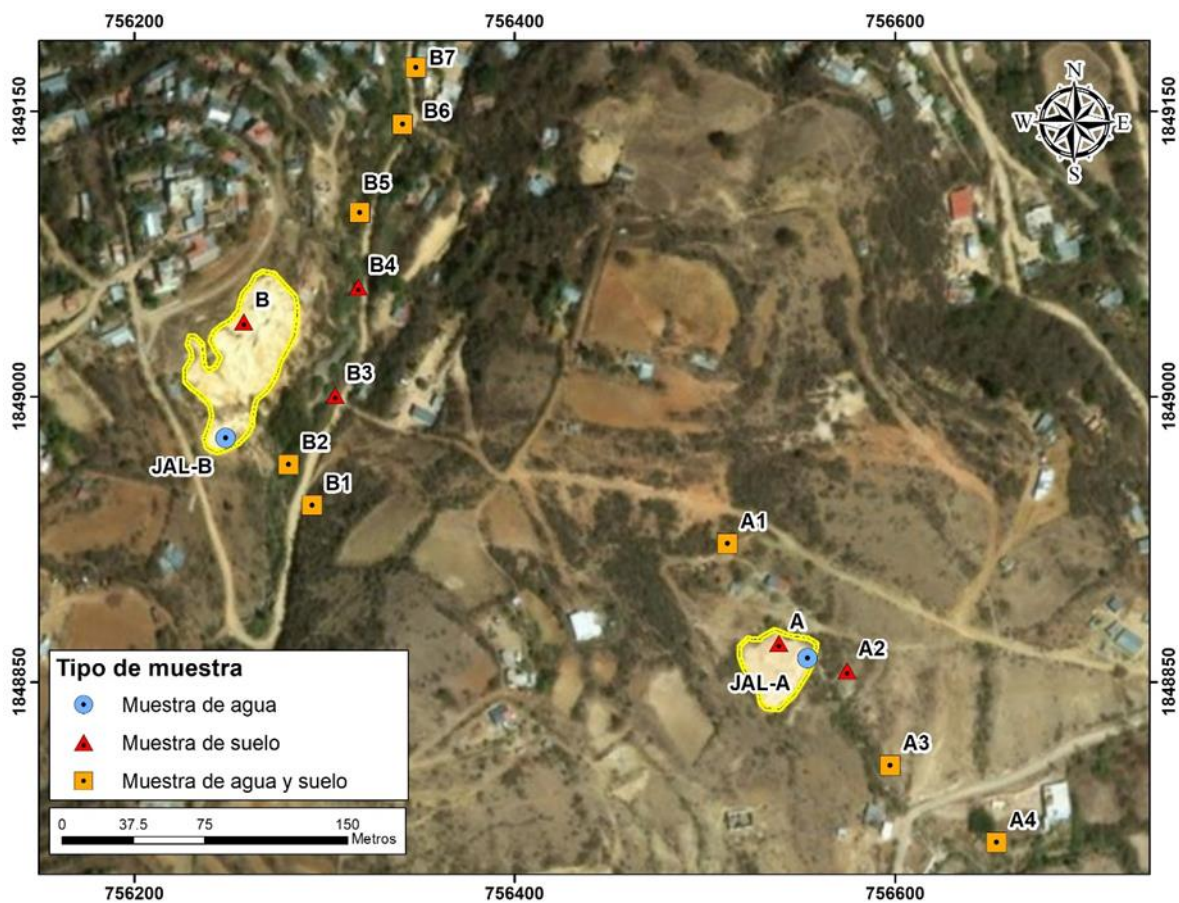 756200 756400 756600
B7
N
1849150 1849150
B6
W E
S
B5
B4
B
1849000 B3 1849000
B2
JAL-B
B1
A1
A
A2
JAL-A
1848850 1848850
A3
A4
Tipo de muestra
Muestra de agua
Muestra de suelo
Muestra de agua y suelo
0 37.5 75 150
Metros
756200 756400 756600